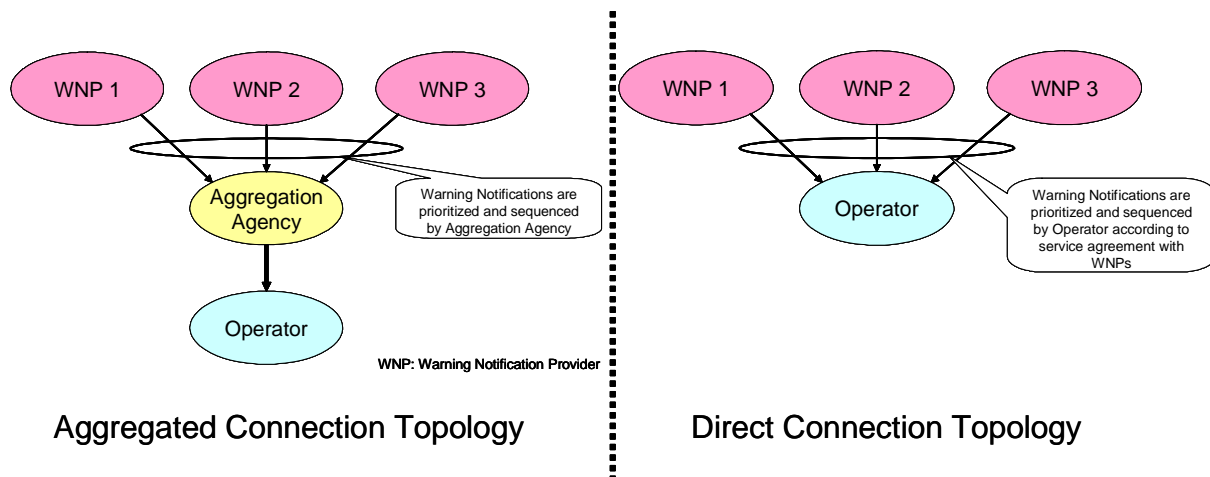 WNP 1
WNP 2
WNP 3
Aggregation
Agency
Warning Notifications are
prioritized and sequenced
by Aggregation Agency
Operator
WNP: Warning Notification Provider
Aggregated Connection Topology
WNP 1
WNP 2
WNP 3
Operator
Warning Notifications are
prioritized and sequenced
by Operator according to
service agreement with
WNPs
Direct Connection Topology